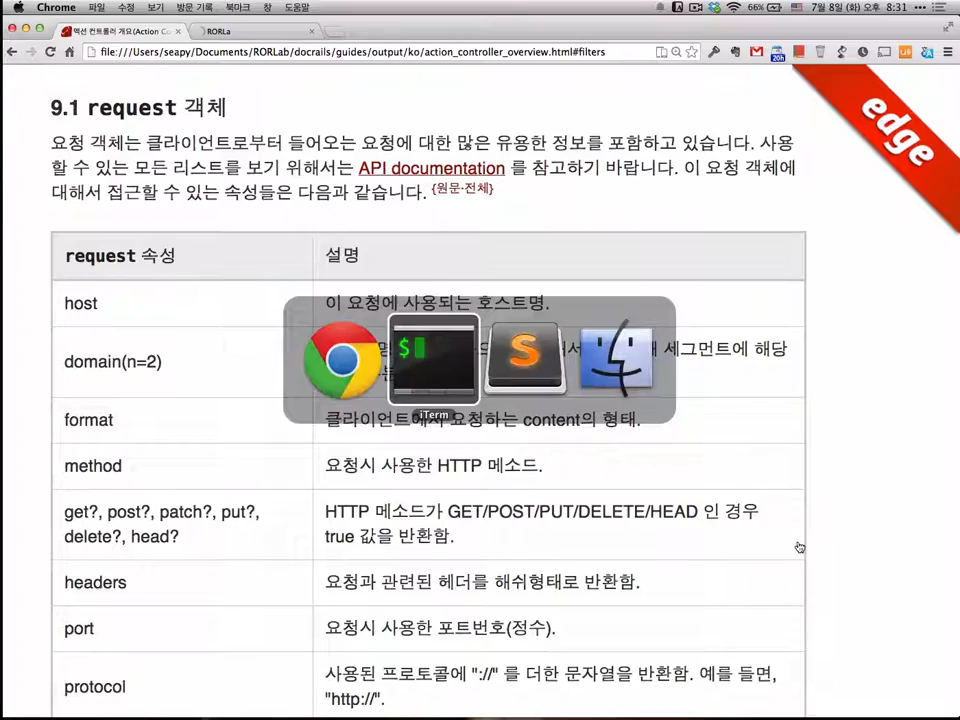 Chrome 파일 수정 보기 방문 기록 북마크 창 도움말 66% 7월 8일 (화) 오후 8:31
액션 컨트롤러 개요(Action Co RORLa
file:///Users/seapy/Documents/RORLab/docrails/guides/output/ko/action_controller_overview.html#filters
20h
edge
9.1 request 객체
요청 객체는 클라이언트로부터 들어오는 요청에 대한 많은 유용한 정보를 포함하고 있습니다. 사용
할 수 있는 모든 리스트를 보기 위해서는 API documentation 를 참고하기 바랍니다. 이 요청 객체에
대해서 접근할 수 있는 속성들은 다음과 같습니다. {원문·전체}
request 속성 설명
host 이 요청에 사용되는 호스트명.
domain(n=2) 세그먼트에 해당
format 클라이언트에서 요청하는 content의 형태.
$
S
iTerm
method 요청시 사용한 HTTP 메소드.
get?, post?, patch?, put?, HTTP 메소드가 GET/POST/PUT/DELETE/HEAD 인 경우
delete?, head? true 값을 반환함.
headers 요청과 관련된 헤더를 해쉬형태로 반환함.
port 요청시 사용한 포트번호(정수).
protocol 사용된 프로토콜에 "://" 를 더한 문자열을 반환함. 예를 들면,
"http://".